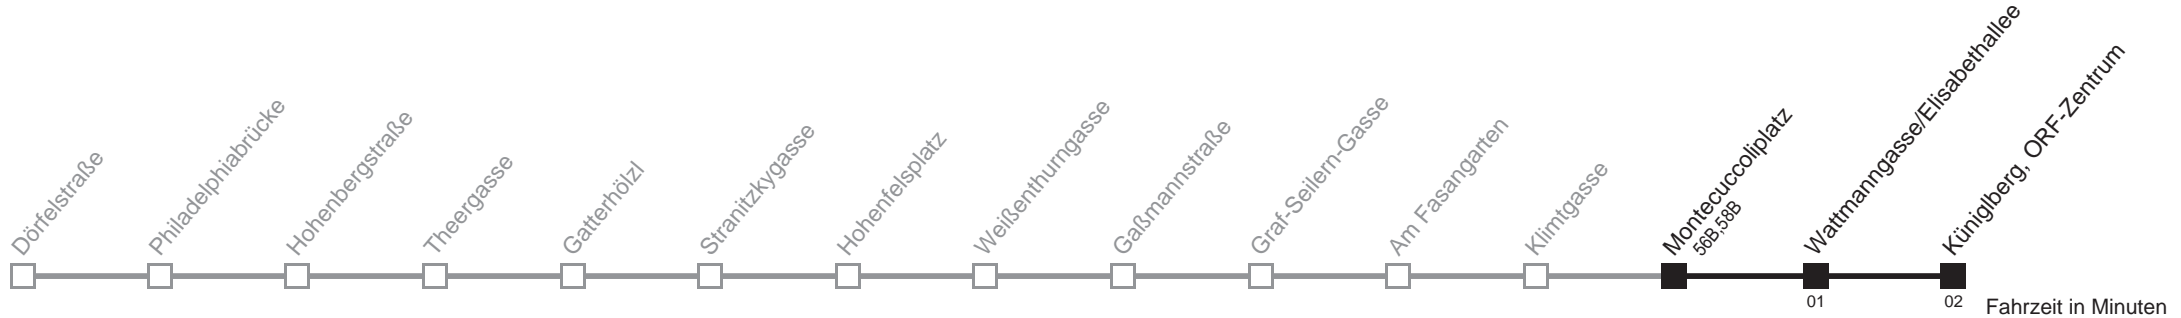 Dörfelstraße
Philadelphiabrücke
Hohenbergstraße
Theergasse
Gatterhölzl
Stranitzkygasse
Hohenfelsplatz
Weißenthurngasse
Gaßmannstraße
Graf-Seilern-Gasse
Am Fasangarten
Klimtgasse
Montecuccoliplatz
56B,58B
Wattmanngasse/Elisabethallee
Küniglberg, ORF-Zentrum
01
02
Fahrzeit in Minuten